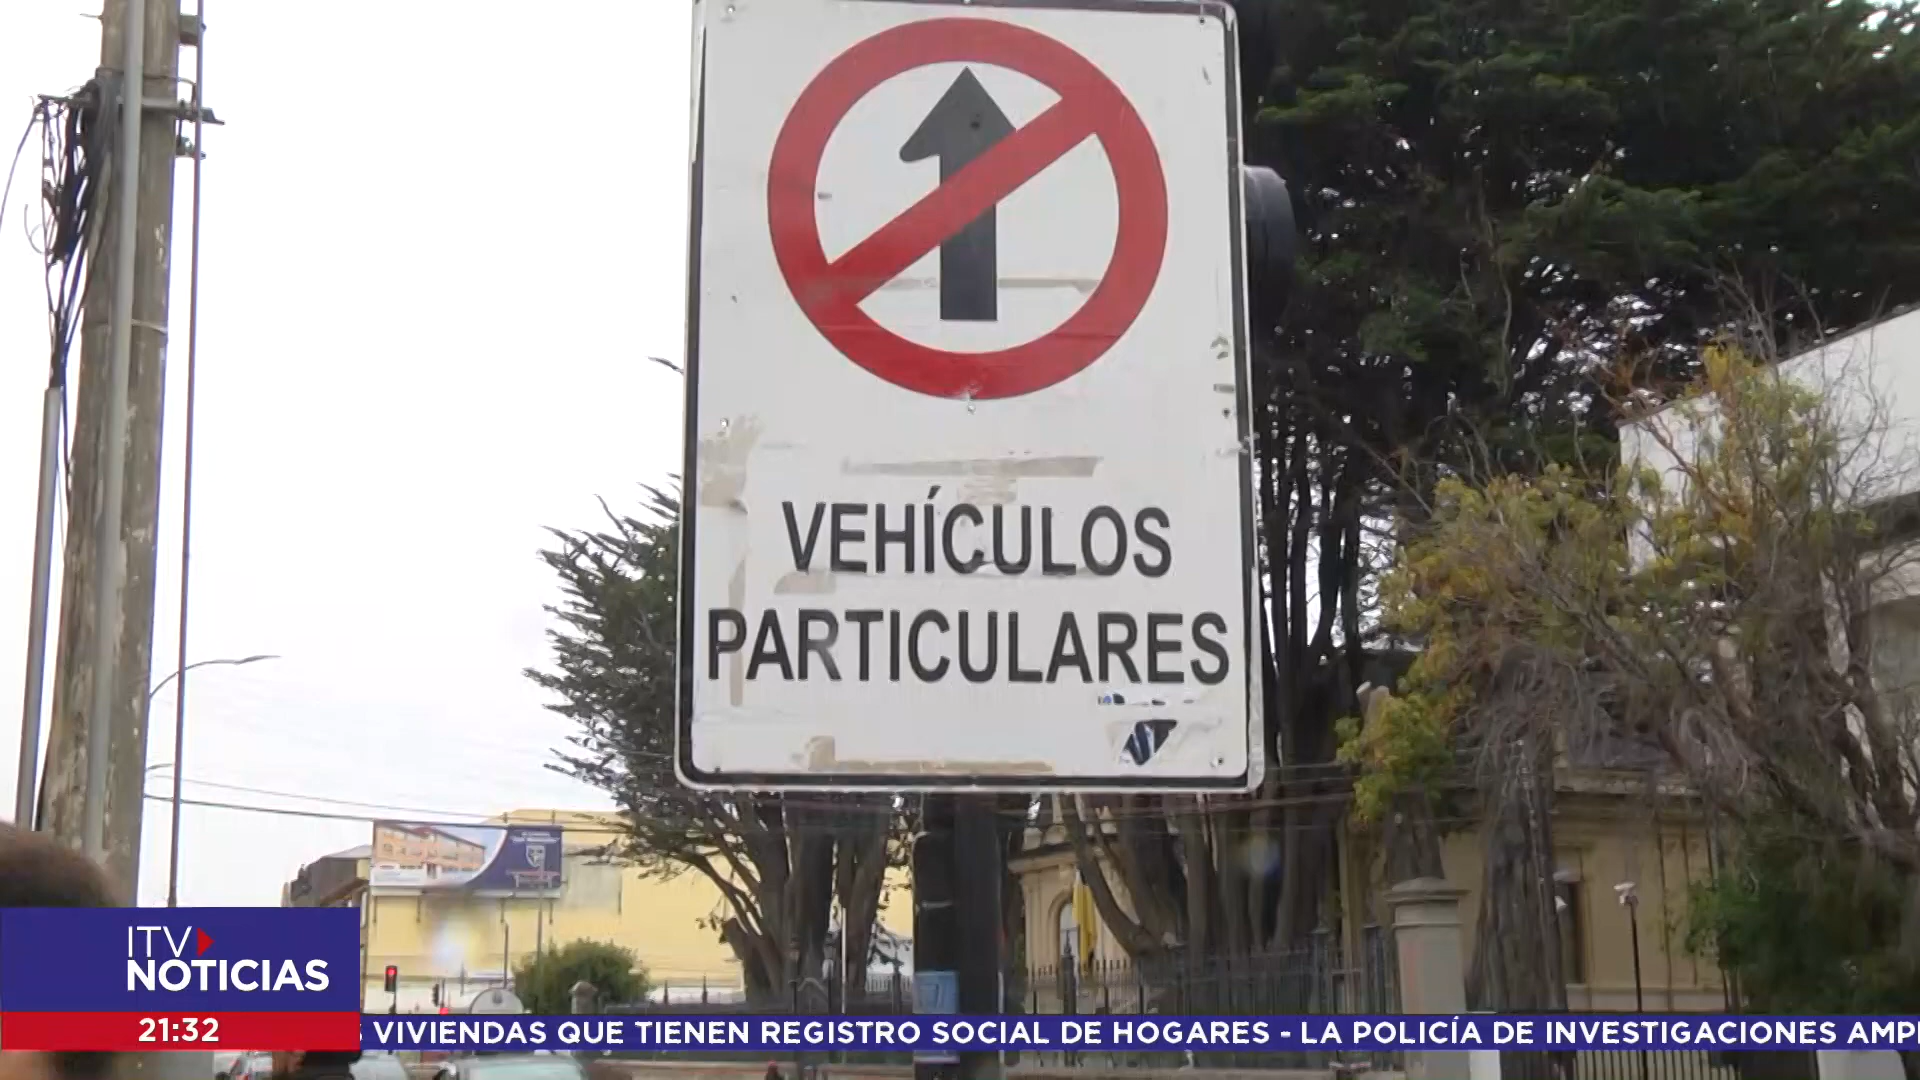 VEHÍCULOS
PARTICULARES
ITV
NOTICIAS
21:32
VIVIENDAS QUE TIENEN REGISTRO SOCIAL DE HOGARES - LA POLICÍA DE INVESTIGACIONES